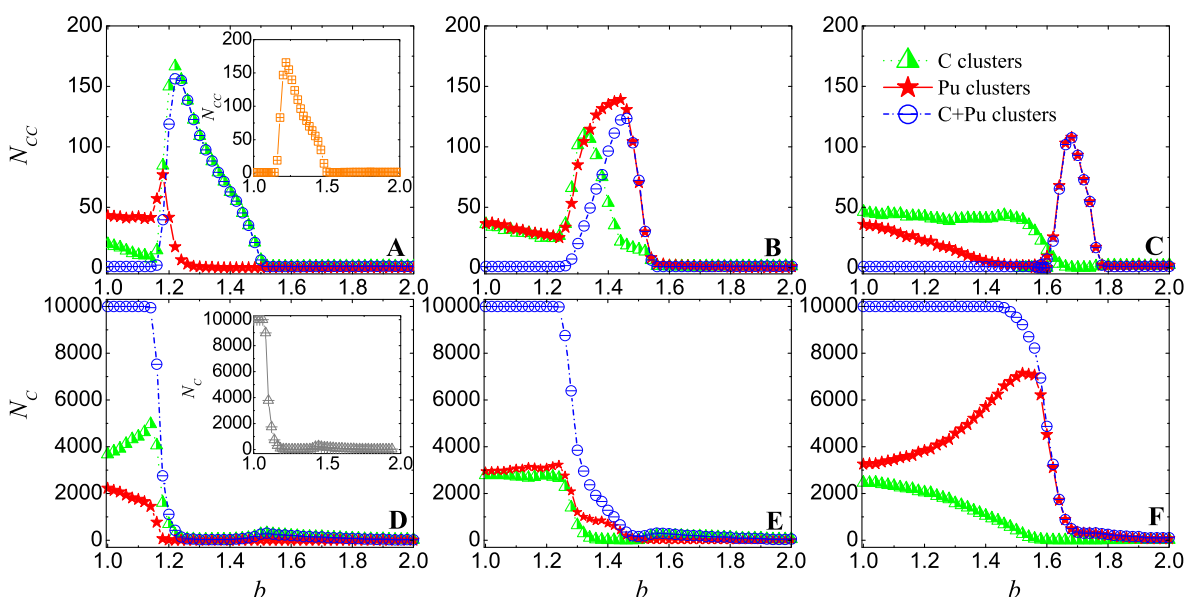 200 150 100 50 0
N_CC
1.0 1.2 1.4 1.6 1.8 2.0
A
200 150 100 50 0
N_CC
1.0 1.5 2.0
200 150 100 50 0
1.0 1.2 1.4 1.6 1.8 2.0
B
200 150 100 50 0
1.0 1.2 1.4 1.6 1.8 2.0
C
C clusters
Pu clusters
C+Pu clusters
10000 8000 6000 4000 2000 0
N_C
1.0 1.2 1.4 1.6 1.8 2.0
b
D
10000 8000 6000 4000 2000 0
N_C
1.0 1.5 2.0
10000 8000 6000 4000 2000 0
1.0 1.2 1.4 1.6 1.8 2.0
b
E
10000 8000 6000 4000 2000 0
1.0 1.2 1.4 1.6 1.8 2.0
b
F